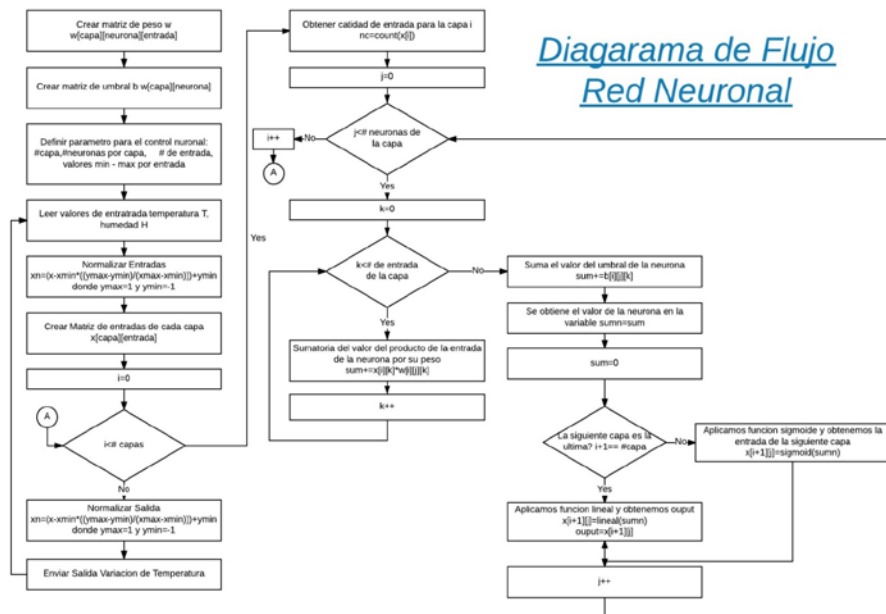 Diagarama de Flujo
Red Neuronal
Crear matriz de peso w
w[capa][neurona][entrada]
Crear matriz de umbral b w[capa][neurona]
Definir parametro para el control nuronal:
#capa,#neuronas por capa, # de entrada,
valores min - max por entrada
Leer valores de entratrada temperatura T,
humedad H
Normalizar Entradas
xn=(x-xmin*((ymax-ymin)/(xmax-xmin)))+ymin
donde ymax=1 y ymin=-1
Crear Matriz de entradas de cada capa
x[capa][entrada]
i=0
A
i<# capas
Yes
No
Normalizar Salida
xn=(x-xmin*((ymax-ymin)/(xmax-xmin)))+ymin
donde ymax=1 y ymin=-1
Enviar Salida Variacion de Temperatura
Obtener catidad de entrada para la capa i
nc=count(x[i])
j=0
j<# neuronas de
la capa
No
i++
A
Yes
k=0
k<# de entrada
de la capa
No
Yes
Sumatoria del valor del producto de la entrada
de la neurona por su peso
sum+=x[i][k]*w[i][j][k]
k++
Suma el valor del umbral de la neurona
sum+=b[i][j][k]
Se obtiene el valor de la neurona en la
variable sumn=sum
sum=0
La siguiente capa es la
ultima? i+1== #capa
No
Aplicamos funcion sigmoide y obtenemos la
entrada de la siguiente capa
x[i+1][j]=sigmoid(sumn)
Yes
Aplicamos funcion lineal y obtenemos ouput
x[i+1][j]=lineal(sumn)
ouput=x[i+1][j]
j++